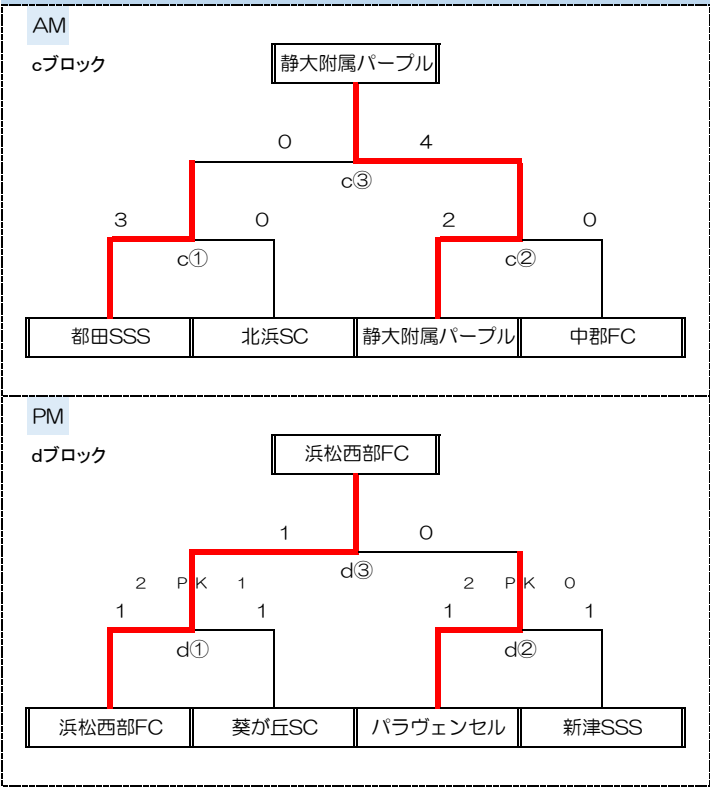 AM
cブロック
静大附属パープル
0 4
c③
3 0 2 0
c① c②
都田SSS 北浜SC 静大附属パープル 中郡FC
PM
dブロック
浜松西部FC
1 0
d③
2 PK 1 2 PK 0
1 1 1 1
d① d②
浜松西部FC 葵が丘SC パラヴェンセル 新津SSS